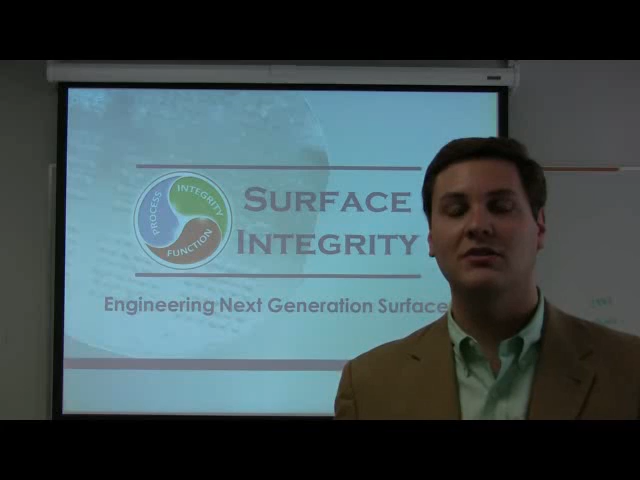 PROCESS
INTEGRITY
FUNCTION
SURFACE
INTEGRITY
Engineering Next Generation Surface